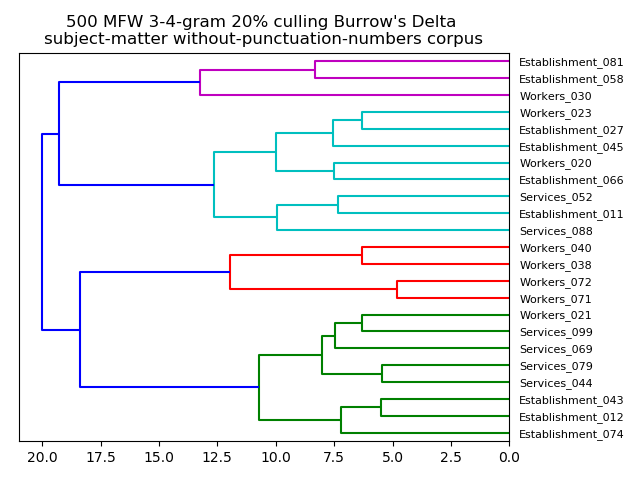 500 MFW 3-4-gram 20% culling Burrow's Delta
subject-matter without-punctuation-numbers corpus
Establishment_081
Establishment_058
Workers_030
Workers_023
Establishment_027
Establishment_045
Workers_020
Establishment_066
Services_052
Establishment_011
Services_088
Workers_040
Workers_038
Workers_072
Workers_071
Workers_021
Services_099
Services_069
Services_079
Services_044
Establishment_043
Establishment_012
Establishment_074
20.0 17.5 15.0 12.5 10.0 7.5 5.0 2.5 0.0